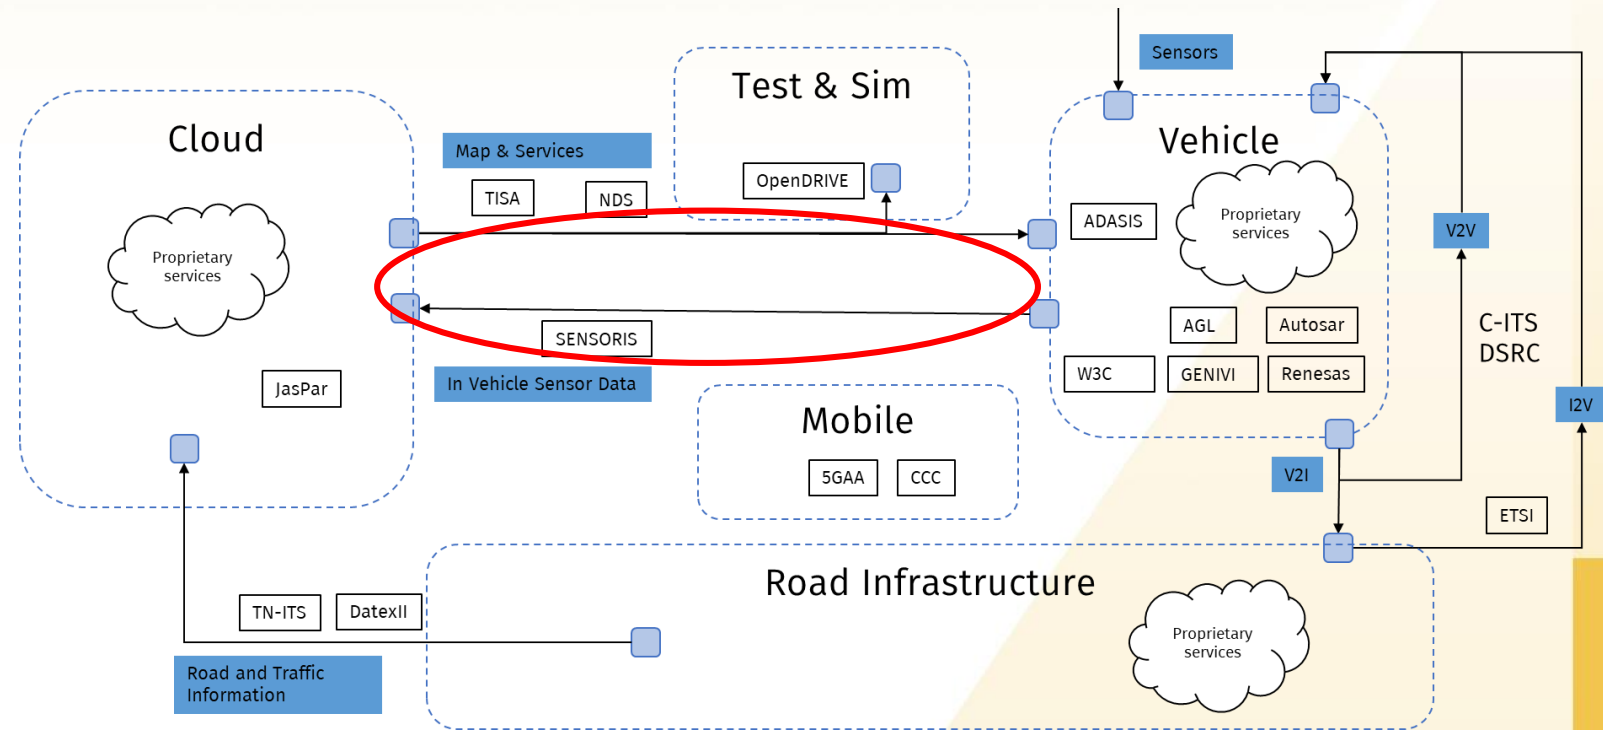 Sensors
Test & Sim
Cloud
Vehicle
Map & Services
OpenDRIVE
TISA
NDS
ADASIS
Proprietary
services
V2V
Proprietary
services
AGL
Autosar
C-ITS
DSRC
SENSORIS
W3C
GENIVI
Renesas
In Vehicle Sensor Data
JasPar
I2V
Mobile
5GAA
CCC
V2I
ETSI
Road Infrastructure
TN-ITS
DatexII
Proprietary
services
Road and Traffic
Information